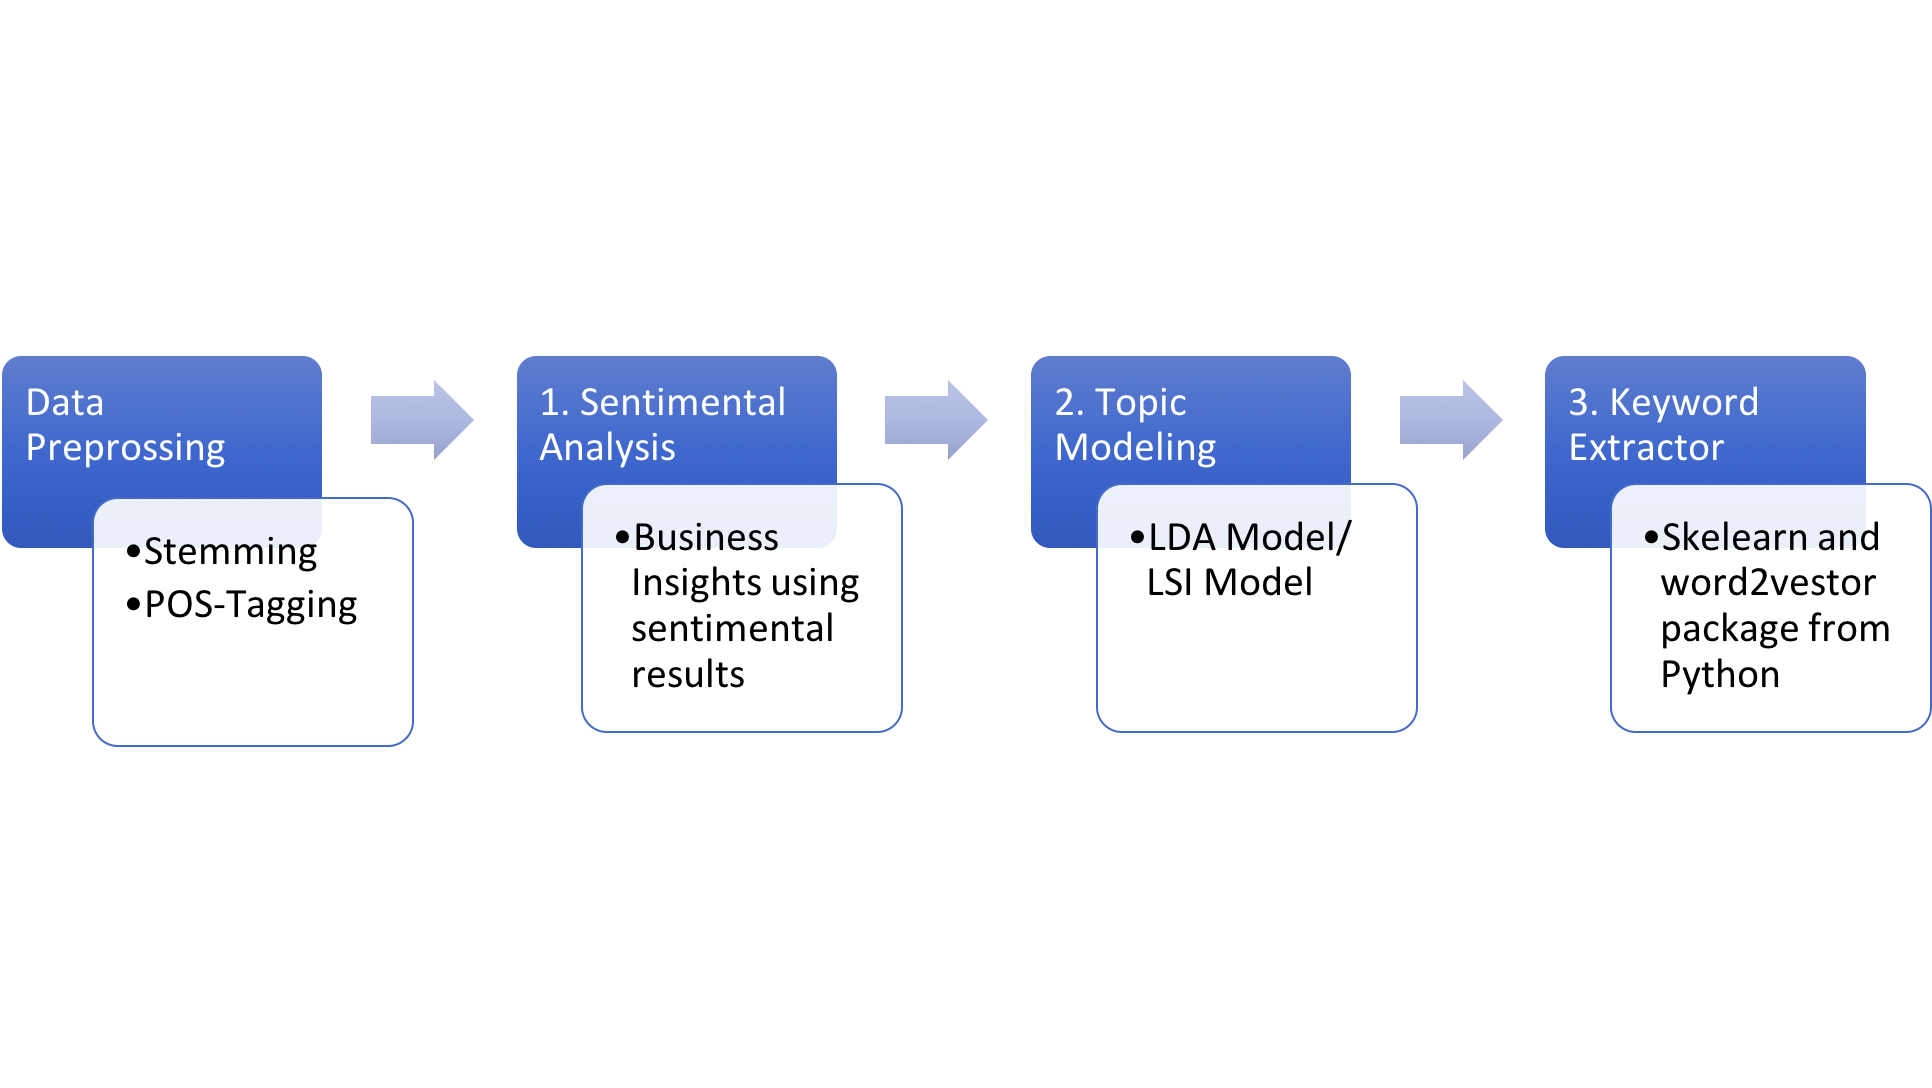 Data
Preprossing
•Stemming
•POS-Tagging
1. Sentimental
Analysis
•Business
Insights using
sentimental
results
2. Topic
Modeling
•LDA Model/
LSI Model
3. Keyword
Extractor
•Skelearn and
word2vestor
package from
Python